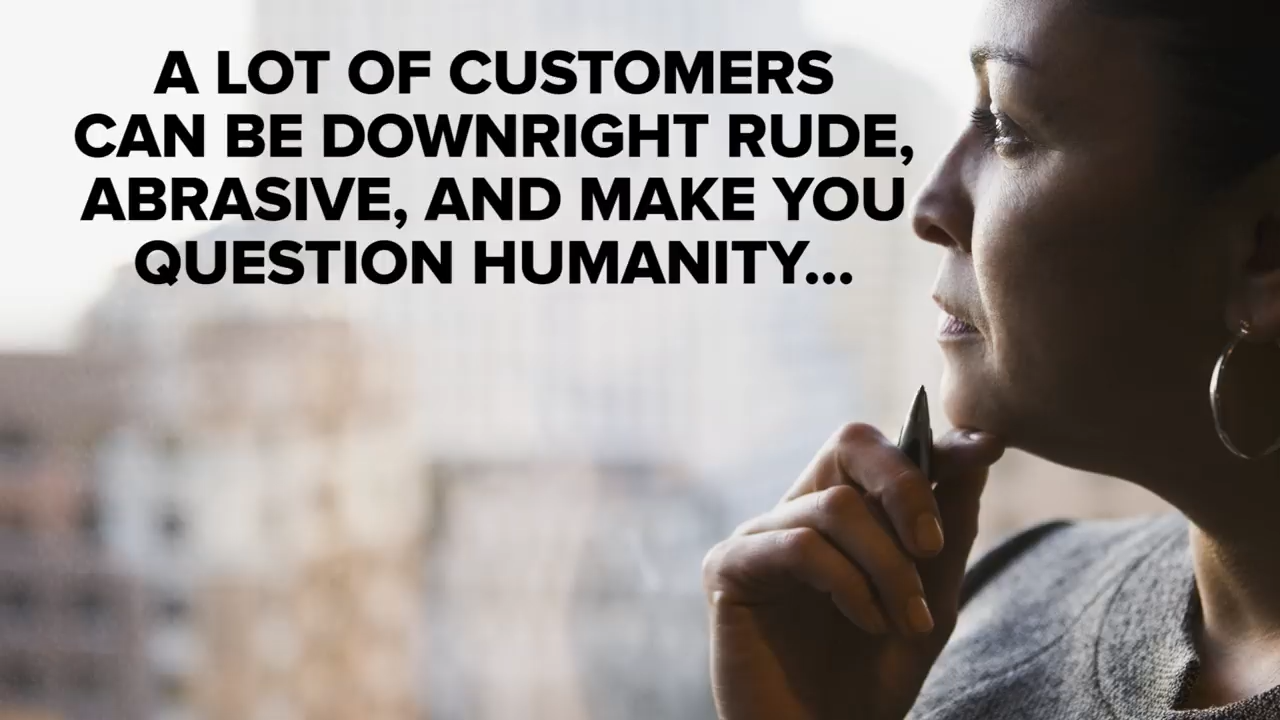 A LOT OF CUSTOMERS
CAN BE DOWNRIGHT RUDE,
ABRASIVE, AND MAKE YOU
QUESTION HUMANITY...